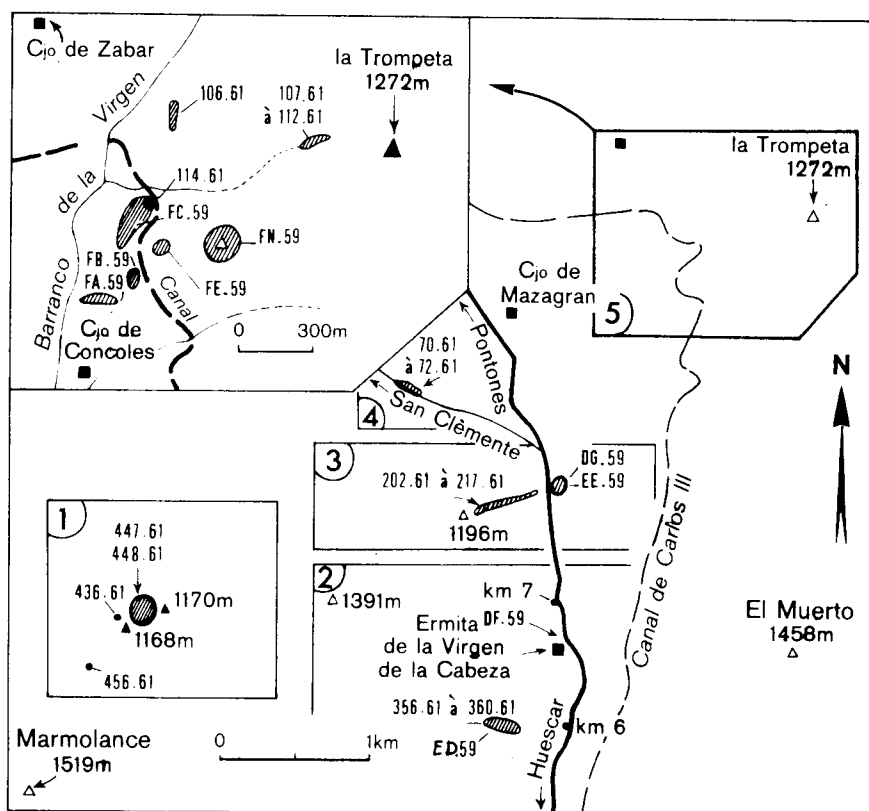 Cjo de Zabar
Virgen
de la
Barranco
106.61
107.61
à 112.61
la Trompeta
1272m
114.61
FC.59
FN.59
FB.59
FA.59
FE.59
Canal
Cjo de
Concoles
0 300m
la Trompeta
1272m
5
Cjo de
Mazagran
Pontones
70.61
à 72.61
San Clèmente
4
N
3
202.61 à 217.61
1196m
DG.59
EE.59
Canal de Carlos III
1
447.61
448.61
436.61
1170m
1168m
456.61
2
1391m
km 7
DF.59
Ermita
de la Virgen
de la Cabeza
El Muerto
1458m
356.61 à 360.61
ED.59
km 6
Huescar
Marmolance
1519m
0 1km